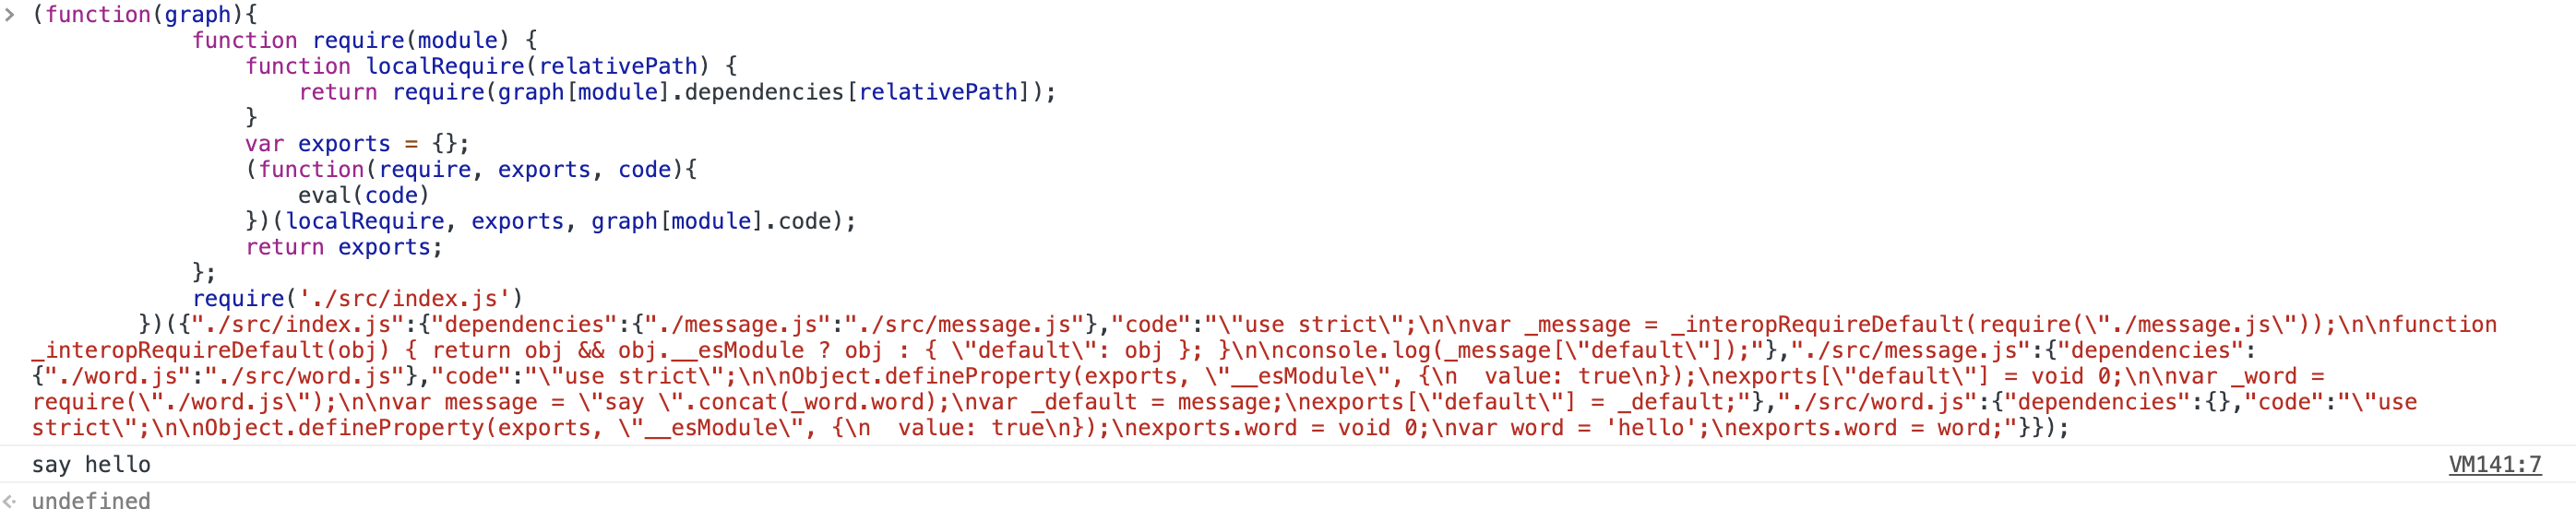 > (function(graph){
            function require(module) {
                function localRequire(relativePath) {
                    return require(graph[module].dependencies[relativePath]);
                }
                var exports = {};
                (function(require, exports, code){
                    eval(code)
                })(localRequire, exports, graph[module].code);
                return exports;
            };
            require('./src/index.js')
        })({"./src/index.js":{"dependencies":{"./message.js":"./src/message.js"},"code":"\"use strict\";\n\nvar _message = _interopRequireDefault(require(\"./message.js\"));\n\nfunction
_interopRequireDefault(obj) { return obj && obj.__esModule ? obj : { \"default\": obj }; }\n\nconsole.log(_message[\"default\"]);"},"./src/message.js":{"dependencies":
{"./word.js":"./src/word.js"},"code":"\"use strict\";\n\nObject.defineProperty(exports, \"__esModule\", {\n  value: true\n});\nexports[\"default\"] = void 0;\n\nvar _word =
require(\"./word.js\");\n\nvar message = \"say \".concat(_word.word);\nvar _default = message;\nexports[\"default\"] = _default;"},"./src/word.js":{"dependencies":{},"code":"\"use
strict\";\n\nObject.defineProperty(exports, \"__esModule\", {\n  value: true\n});\nexports.word = void 0;\nvar word = 'hello';\nexports.word = word;"}});
say hello VM141:7
undefined